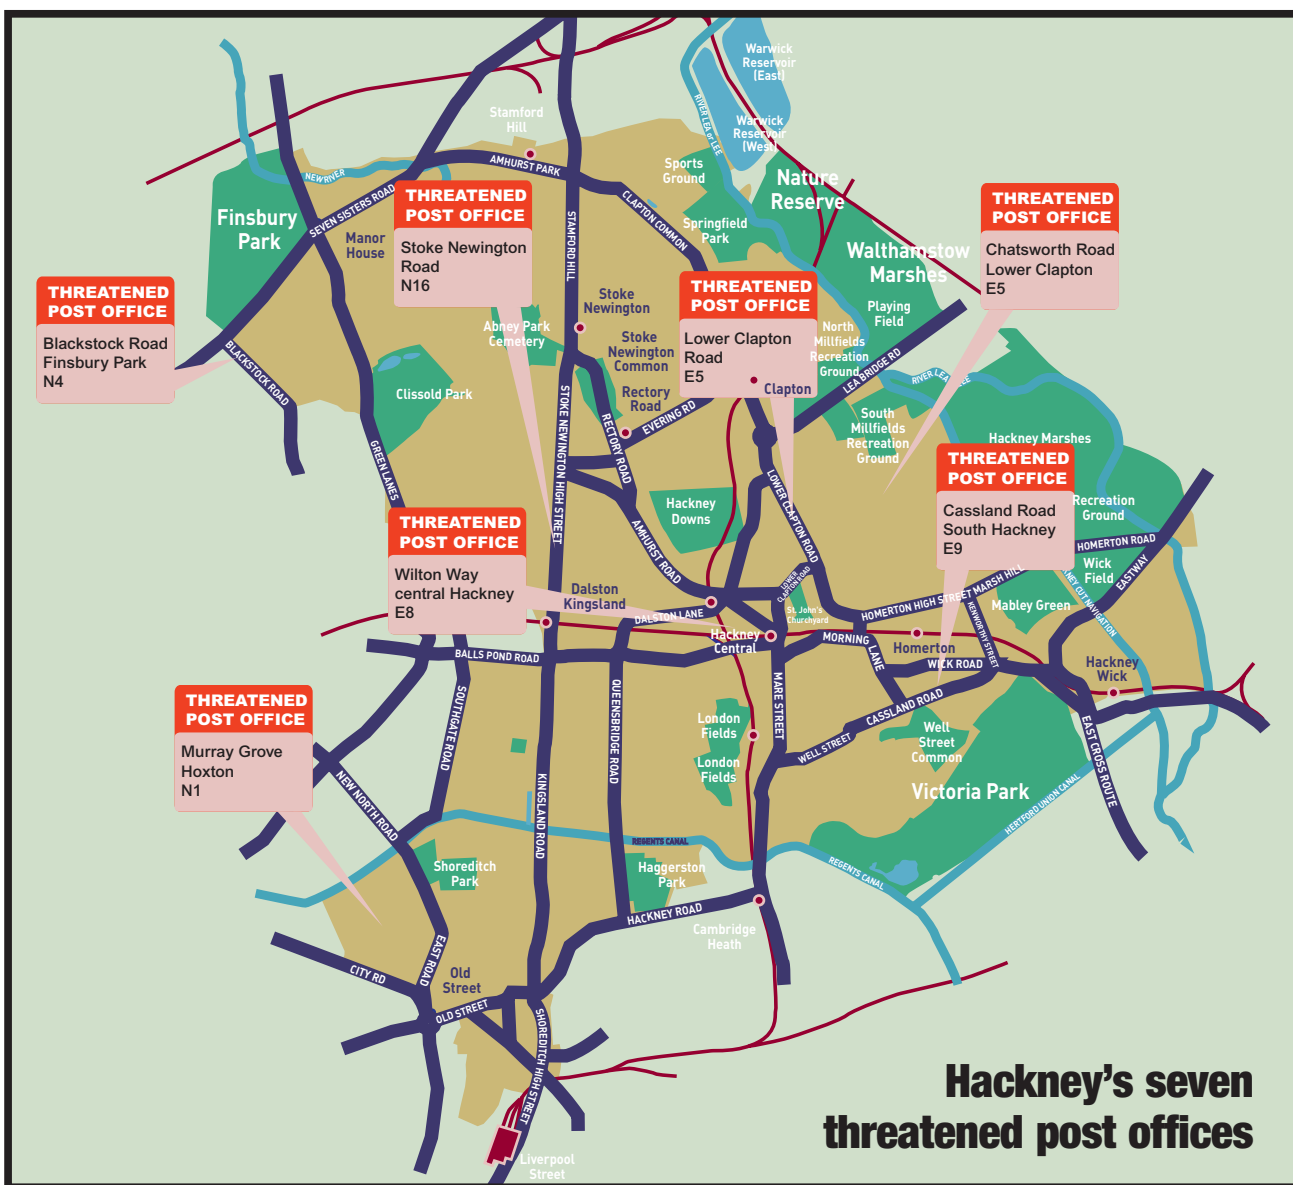 Warwick
Reservoir
(East)
Warwick
Reservoir
(West)
RIVER LEA or LEE
Stamford
Hill
AMHURST PARK
NEW RIVER
SEVEN SISTERS ROAD
Finsbury
Park
Manor
House
Sports
Ground
Nature
Reserve
Springfield
Park
CLAPTON COMMON
STAMFORD HILL
Walthamstow
Marshes
Playing
Field
THREATENED
POST OFFICE
Stoke Newington
Road
N16
THREATENED
POST OFFICE
Chatsworth Road
Lower Clapton
E5
THREATENED
POST OFFICE
Blackstock Road
Finsbury Park
N4
THREATENED
POST OFFICE
Lower Clapton
Road
E5
BLACKSTOCK ROAD
Abney Park
Cemetery
Stoke
Newington
Stoke
Newington
Common
Rectory
Road
Clissold Park
North
Millfields
Recreation
Ground
Clapton
LEA BRIDGE RD
EVERING RD
RECTORY ROAD
STOKE NEWINGTON HIGH STREET
GREEN LANES
South
Millfields
Recreation
Ground
Hackney Marshes
THREATENED
POST OFFICE
Cassland Road
South Hackney
E9
Recreation
Ground
Hackney
Downs
LOWER CLAPTON ROAD
AMHURST ROAD
THREATENED
POST OFFICE
Wilton Way
central Hackney
E8
Dalston
Kingsland
DALSTON LANE
LOWER
CLAPTON ROAD
St. John's
Churchyard
HOMERTON HIGH STREET
MARSH HILL
HOMERTON ROAD
Wick
Field
EASTWAY
Mabley Green
KENWORTHY STREET
Hackney
Central
MORNING
LANE
Homerton
WICK ROAD
Hackney
Wick
BALLS POND ROAD
CASSLAND ROAD
MARE STREET
WELL STREET
Well
Street
Common
London
Fields
London
Fields
QUEENSBRIDGE ROAD
SOUTHGATE ROAD
THREATENED
POST OFFICE
Murray Grove
Hoxton
N1
NEW NORTH ROAD
KINGSLAND ROAD
Victoria Park
EAST CROSS ROUTE
HERTFORD UNION CANAL
REGENTS CANAL
REGENTS CANAL
Shoreditch
Park
Haggerston
Park
HACKNEY ROAD
Cambridge
Heath
EAST ROAD
CITY RD
Old
Street
OLD STREET
SHOREDITCH HIGH STREET
Liverpool
Street
Hackney's seven
threatened post offices